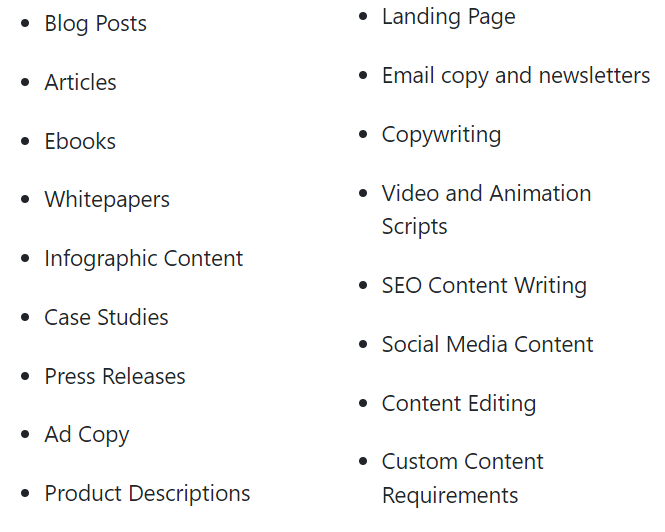 • Blog Posts
• Articles
• Ebooks
• Whitepapers
• Infographic Content
• Case Studies
• Press Releases
• Ad Copy
• Product Descriptions
• Landing Page
• Email copy and newsletters
• Copywriting
• Video and Animation
Scripts
• SEO Content Writing
• Social Media Content
• Content Editing
• Custom Content
Requirements